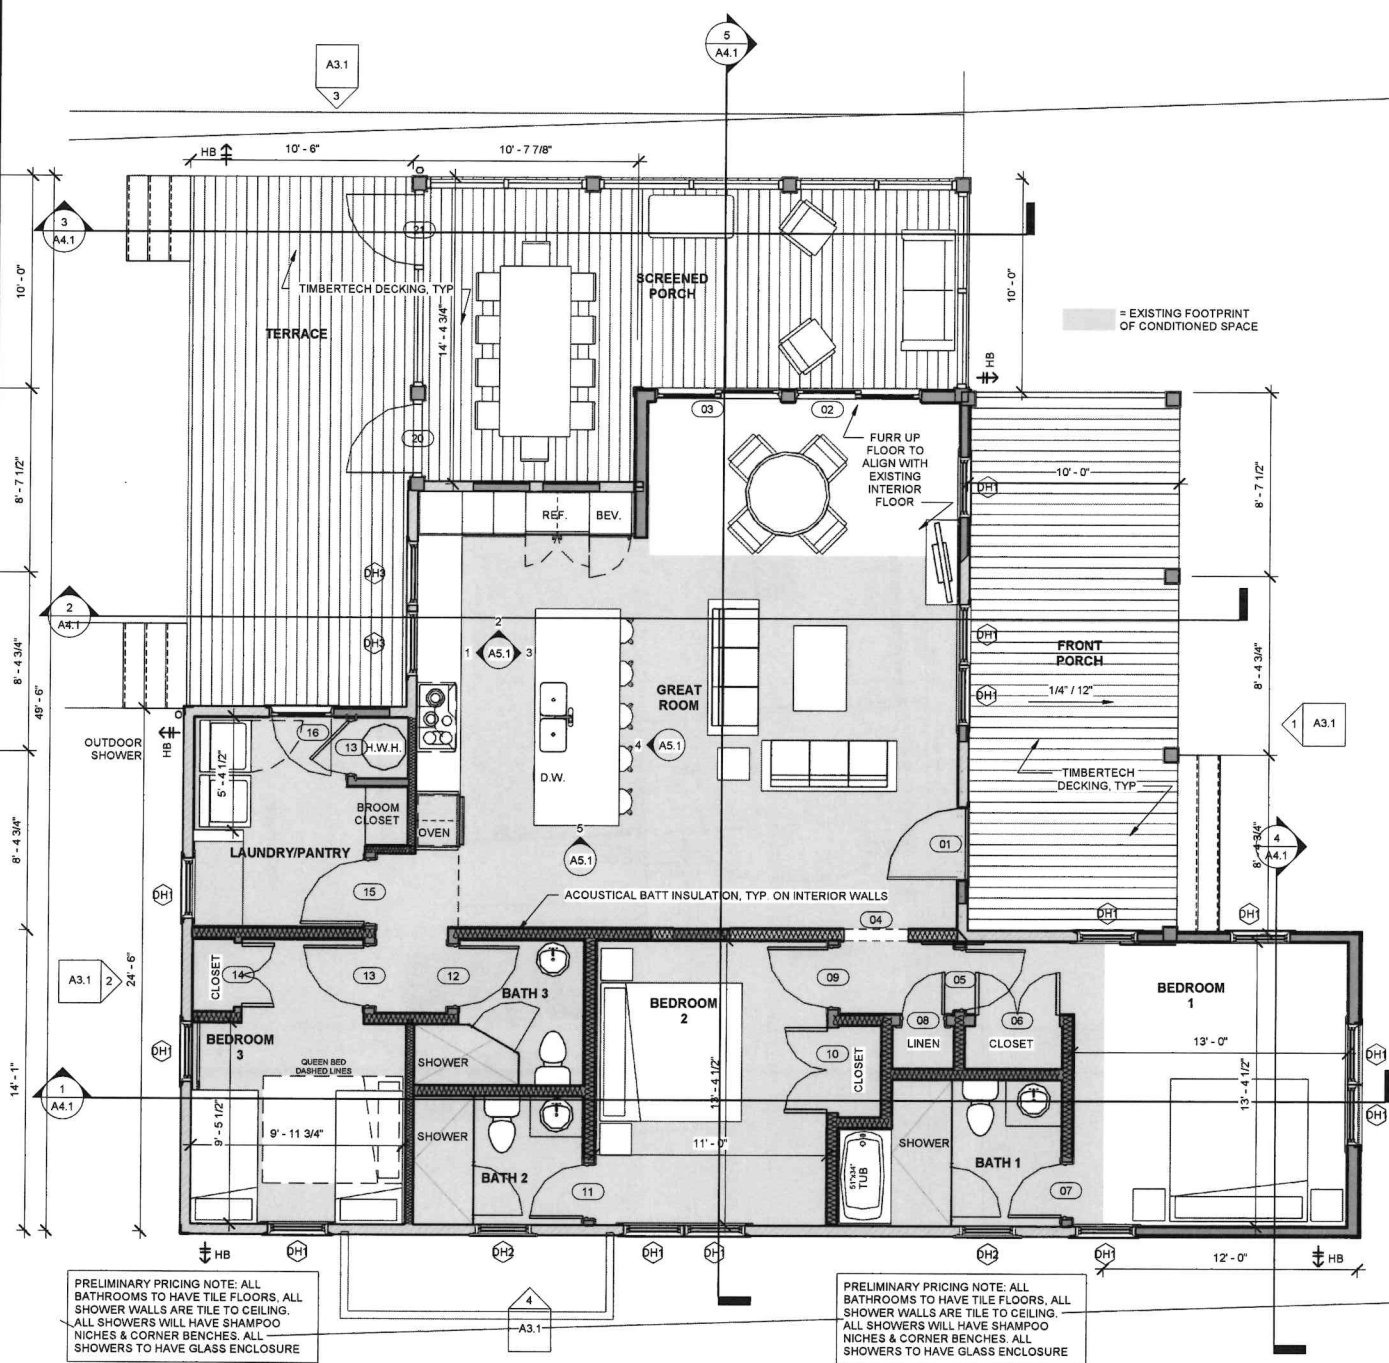 5
A4.1
A3.1
3
HB
10' - 6"
10' - 7 7/8"
3
A4.1
21
TIMBERTECH DECKING, TYP
TERRACE
14' - 4 3/4"
SCREENED
PORCH
10' - 0"
10' - 0"
= EXISTING FOOTPRINT
OF CONDITIONED SPACE
HB
03
02
20
FURR UP
FLOOR TO
ALIGN WITH
EXISTING
INTERIOR
FLOOR
8' - 7 1/2"
10' - 0"
8' - 7 1/2"
DH1
REF.
BEV.
DH3
2
A4.1
DH3
2
1
A5.1
3
DH1
FRONT
PORCH
8' - 4 3/4"
49' - 6"
8' - 4 3/4"
GREAT
ROOM
DH1
1/4" / 12"
1
A3.1
OUTDOOR
SHOWER
HB
16
13
H.W.H.
5' - 4 1/2"
4
A5.1
D.W.
TIMBERTECH
DECKING, TYP
BROOM
CLOSET
OVEN
5
A5.1
01
8' - 4 3/4"
LAUNDRY/PANTRY
8' - 4 3/4"
4
A4.1
DH1
15
ACOUSTICAL BATT INSULATION, TYP. ON INTERIOR WALLS
04
DH1
DH1
A3.1
2
24' - 6"
CLOSET
14
13
12
BATH 3
09
05
BEDROOM
1
BEDROOM
2
08
06
LINEN
CLOSET
BEDROOM
3
DH1
QUEEN BED
DASHED LINES
SHOWER
10
CLOSET
13' - 0"
DH1
14' - 1"
1
A4.1
9' - 5 1/2"
9' - 11 3/4"
SHOWER
13' - 4 1/2"
11' - 0"
SHOWER
13' - 4 1/2"
DH1
BATH 2
11
51"x34"
TUB
BATH 1
07
HB
DH1
DH2
DH1
DH1
DH2
DH1
12' - 0"
HB
PRELIMINARY PRICING NOTE: ALL
BATHROOMS TO HAVE TILE FLOORS, ALL
SHOWER WALLS ARE TILE TO CEILING.
ALL SHOWERS WILL HAVE SHAMPOO
NICHES & CORNER BENCHES. ALL
SHOWERS TO HAVE GLASS ENCLOSURE
4
A3.1
PRELIMINARY PRICING NOTE: ALL
BATHROOMS TO HAVE TILE FLOORS, ALL
SHOWER WALLS ARE TILE TO CEILING.
ALL SHOWERS WILL HAVE SHAMPOO
NICHES & CORNER BENCHES. ALL
SHOWERS TO HAVE GLASS ENCLOSURE